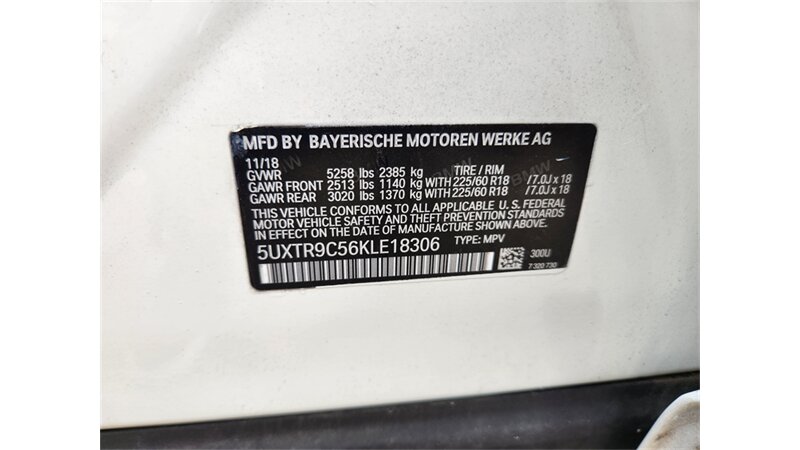 MFD BY BAYERISCHE MOTOREN WERKE AG
11/18
GVWR 5258 lbs 2385 kg TIRE / RIM
GAWR FRONT 2513 lbs 1140 kg WITH 225/60 R18 / 7.0J x 18
GAWR REAR 3020 lbs 1370 kg WITH 225/60 R18 / 7.0J x 18
THIS VEHICLE CONFORMS TO ALL APPLICABLE U. S. FEDERAL
MOTOR VEHICLE SAFETY AND THEFT PREVENTION STANDARDS
IN EFFECT ON THE DATE OF MANUFACTURE SHOWN ABOVE.
5UXTR9C56KLE18306 TYPE: MPV
300U
7 320 730
BMW